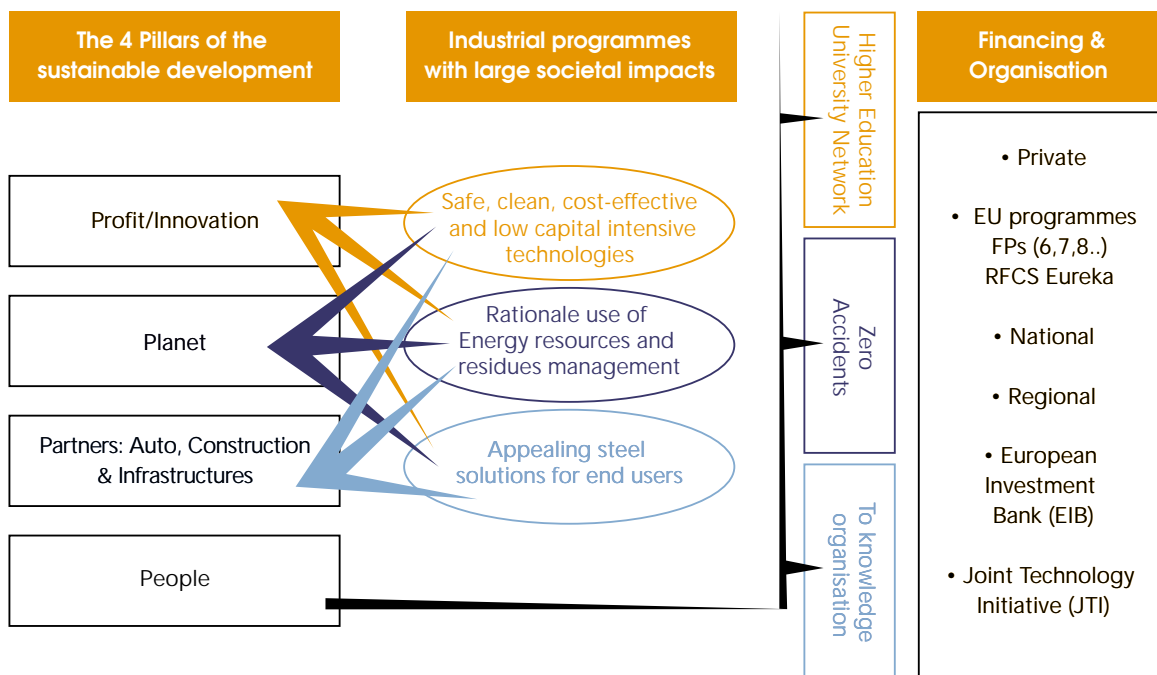 The 4 Pillars of the
sustainable development
Profit/Innovation
Planet
Partners: Auto, Construction
& Infrastructures
People
Industrial programmes
with large societal impacts
Safe, clean, cost-effective
and low capital intensive
technologies
Rationale use of
Energy resources and
residues management
Appealing steel
solutions for end users
Higher Education
University Network
Zero
Accidents
To knowledge
organisation
Financing &
Organisation
• Private
• EU programmes
FPs (6,7,8..)
RFCS Eureka
• National
• Regional
• European
Investment
Bank (EIB)
• Joint Technology
Initiative (JTI)